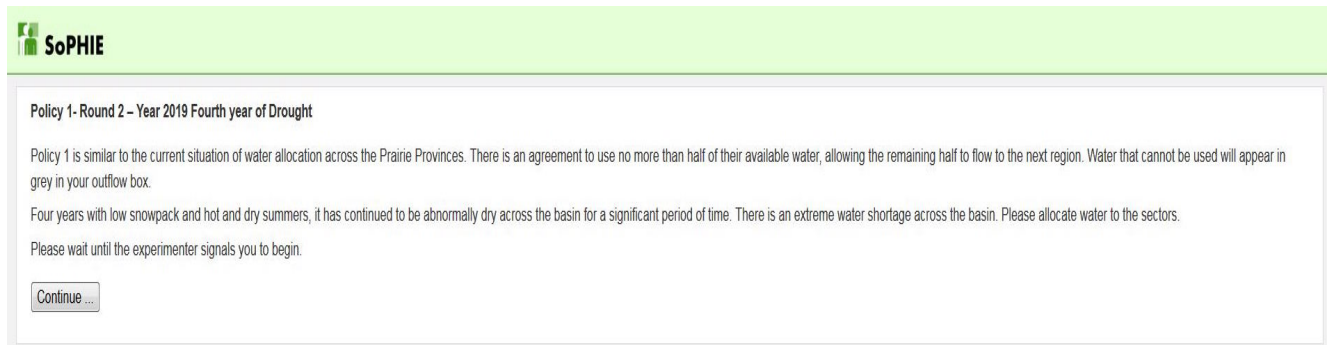 SoPHIE
Policy 1- Round 2 – Year 2019 Fourth year of Drought
Policy 1 is similar to the current situation of water allocation across the Prairie Provinces. There is an agreement to use no more than half of their available water, allowing the remaining half to flow to the next region. Water that cannot be used will appear in
grey in your outflow box.
Four years with low snowpack and hot and dry summers, it has continued to be abnormally dry across the basin for a significant period of time. There is an extreme water shortage across the basin. Please allocate water to the sectors.
Please wait until the experimenter signals you to begin.
Continue ...